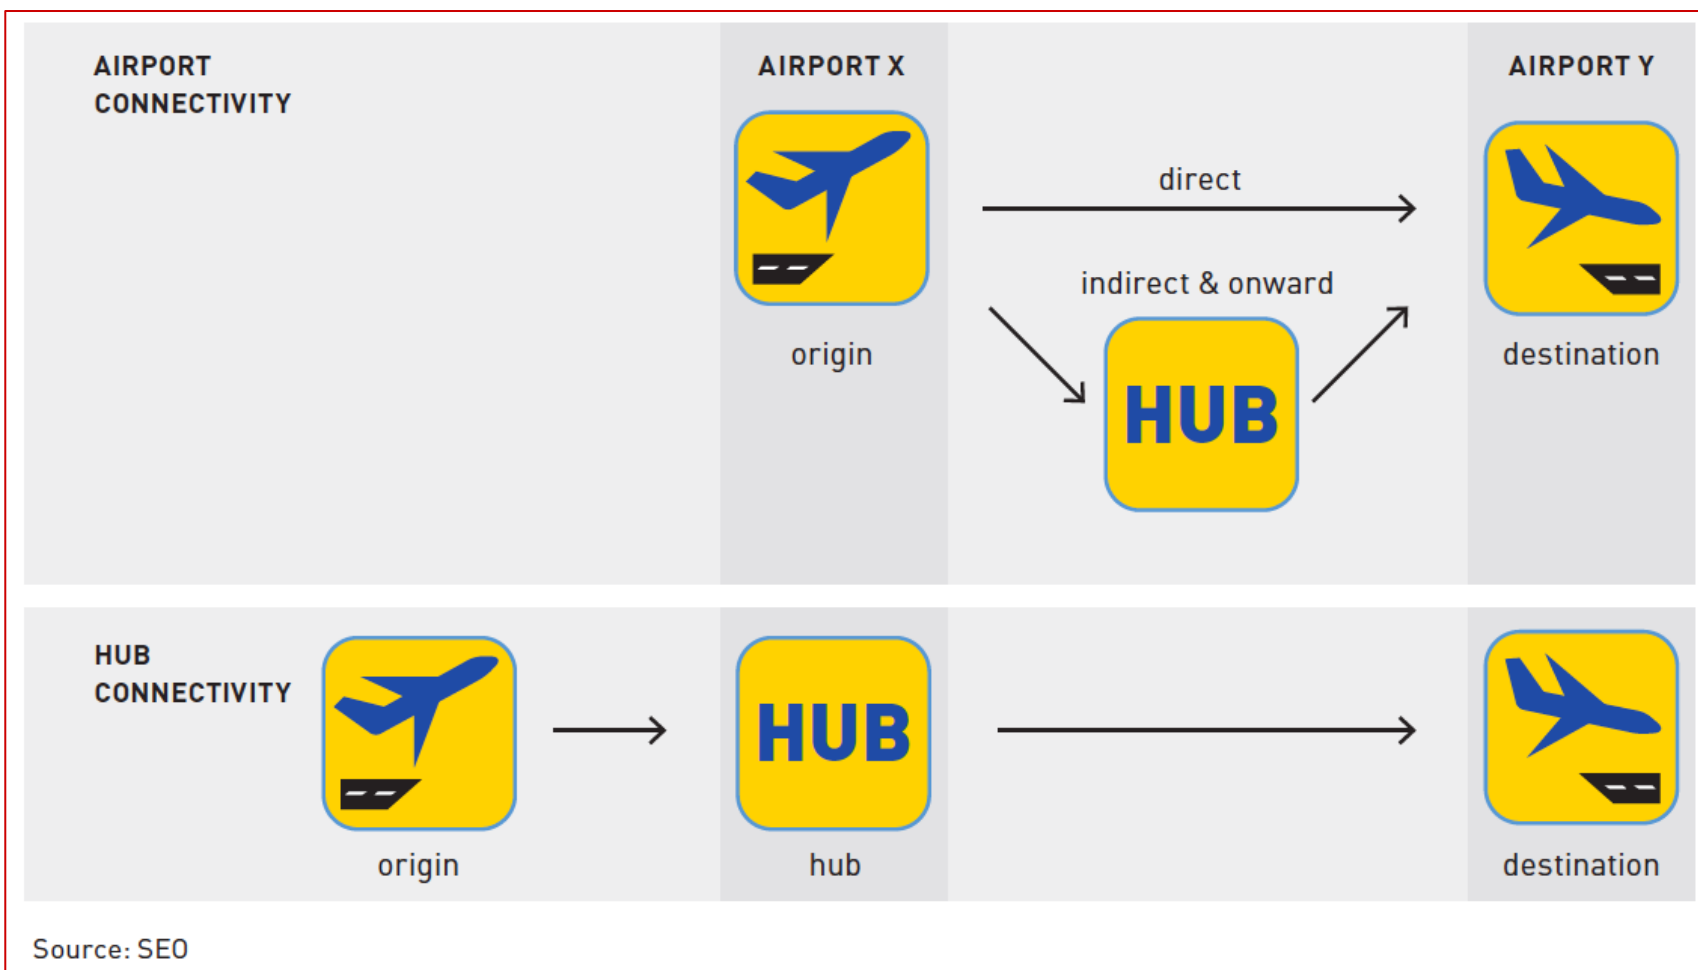 AIRPORT
CONNECTIVITY
AIRPORT X
AIRPORT Y
direct
indirect & onward
HUB
origin
destination
HUB
CONNECTIVITY
HUB
origin
hub
destination
Source: SEO